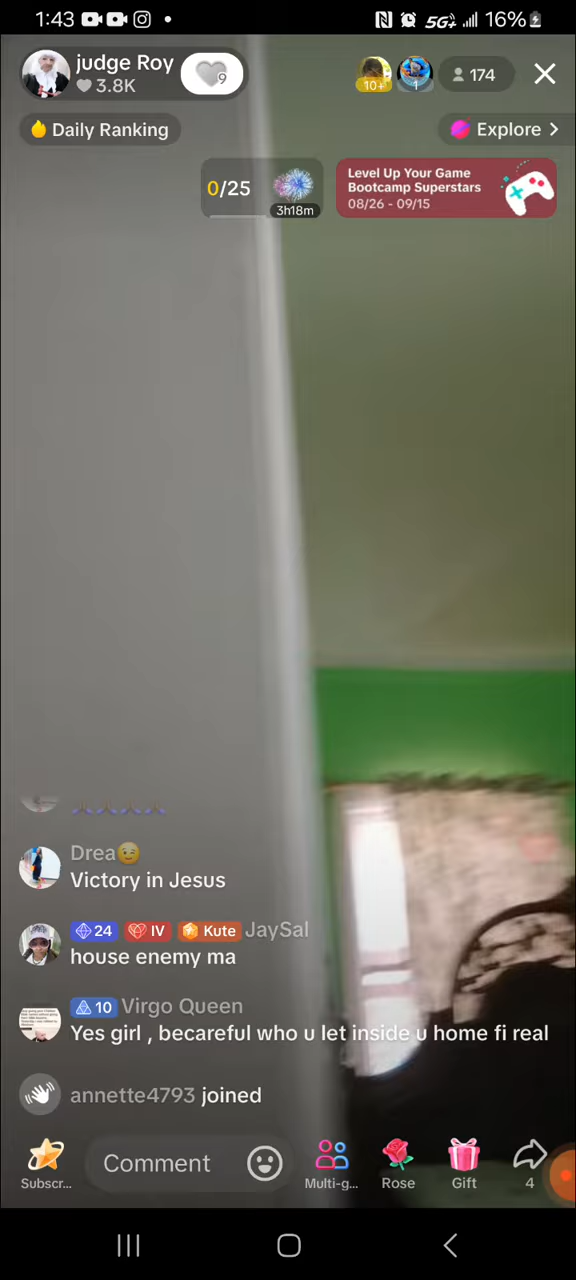 1:43
5G+
16%
judge Roy
3.8K
9
10+
1
174
Daily Ranking
Explore
0/25
3h18m
Level Up Your Game
Bootcamp Superstars
08/26 - 09/15
Drea😉
Victory in Jesus
24 IV Kute JaySal
house enemy ma
10 Virgo Queen
Yes girl , becareful who u let inside u home fi real
annette4793 joined
Comment
Subscr...
Multi-g...
Rose
Gift
4